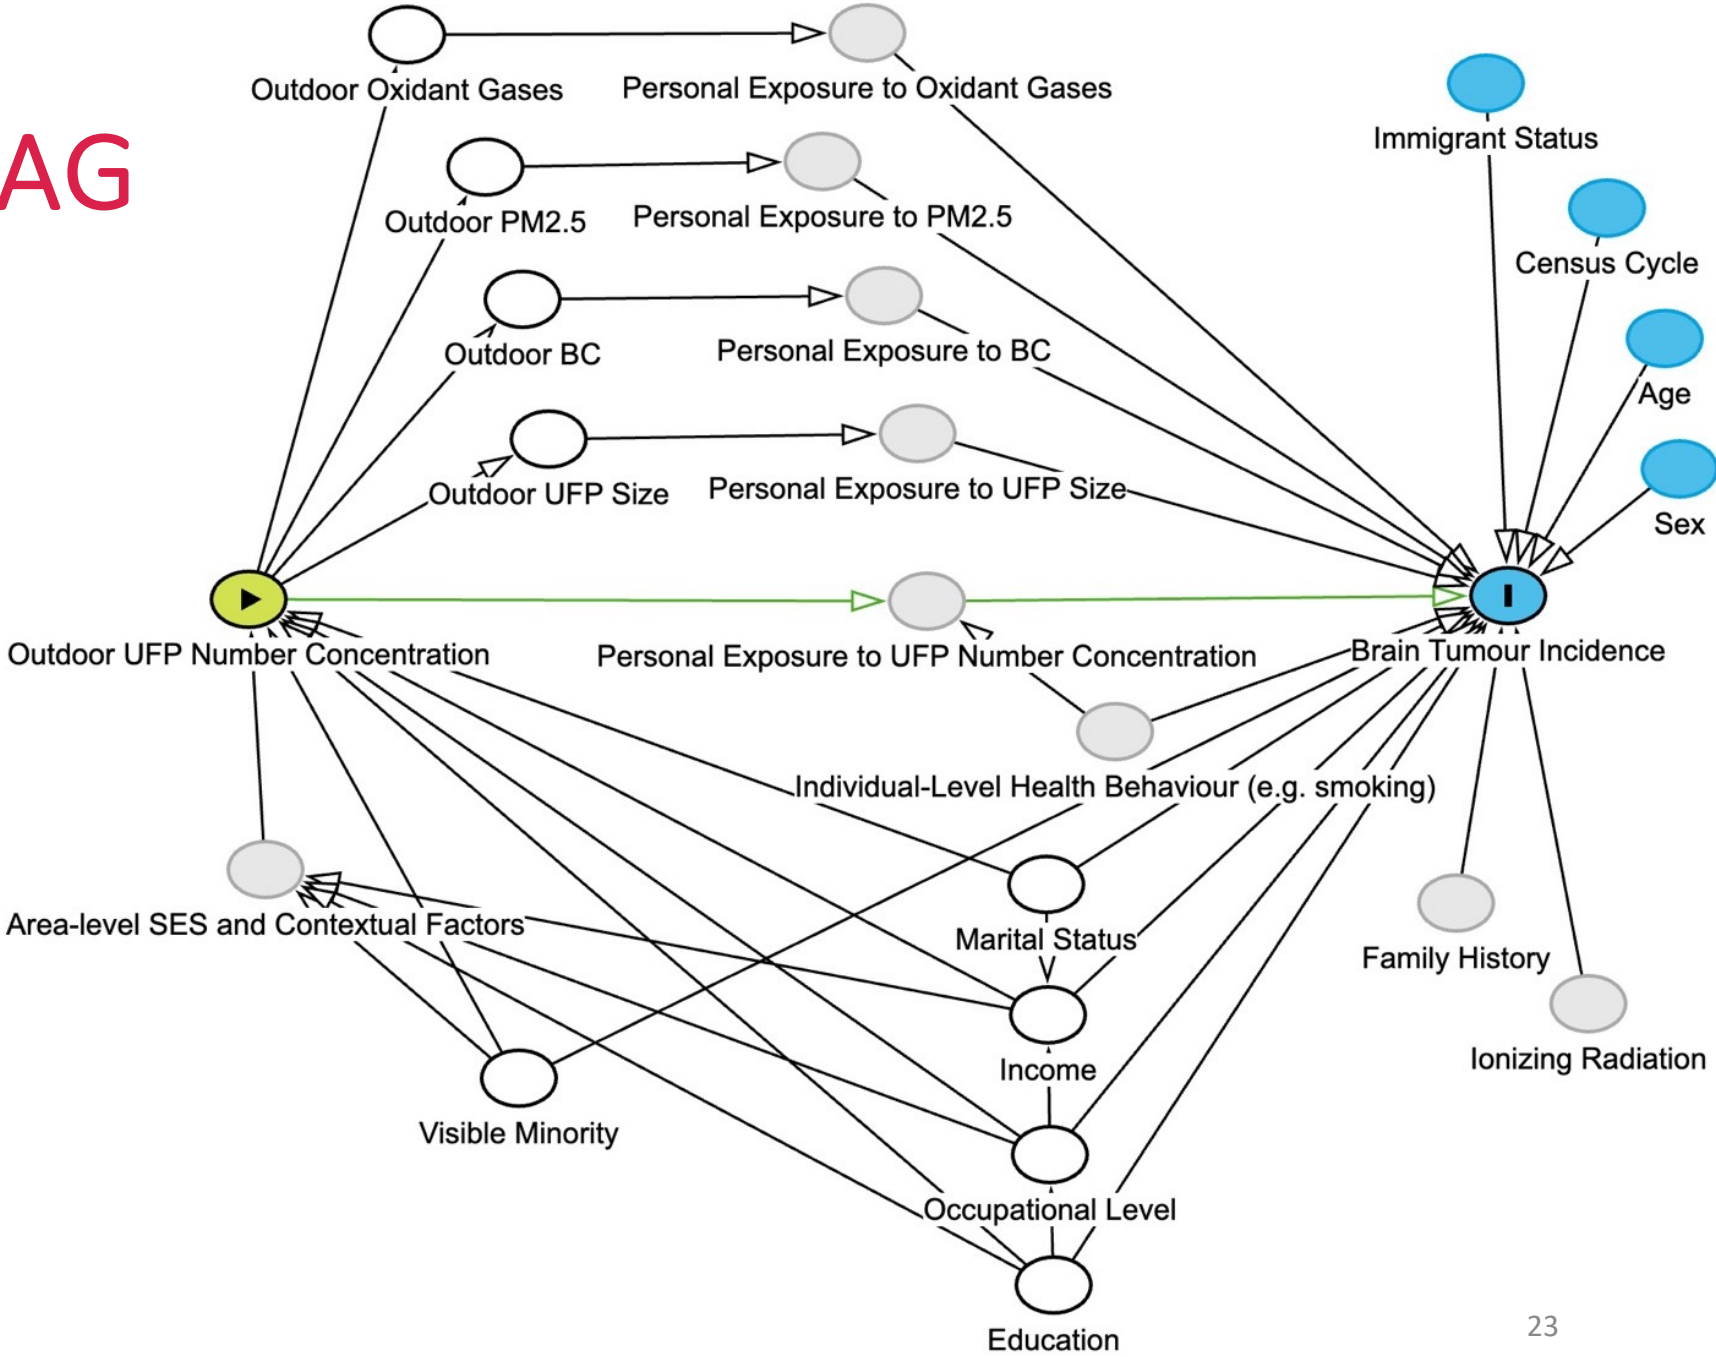 AG
Outdoor Oxidant Gases
Personal Exposure to Oxidant Gases
Immigrant Status
Outdoor PM2.5
Personal Exposure to PM2.5
Census Cycle
Outdoor BC
Personal Exposure to BC
Age
Outdoor UFP Size
Personal Exposure to UFP Size
Sex
Outdoor UFP Number Concentration
Personal Exposure to UFP Number Concentration
Brain Tumour Incidence
Individual-Level Health Behaviour (e.g. smoking)
Area-level SES and Contextual Factors
Marital Status
Family History
Income
Ionizing Radiation
Visible Minority
Occupational Level
Education
23